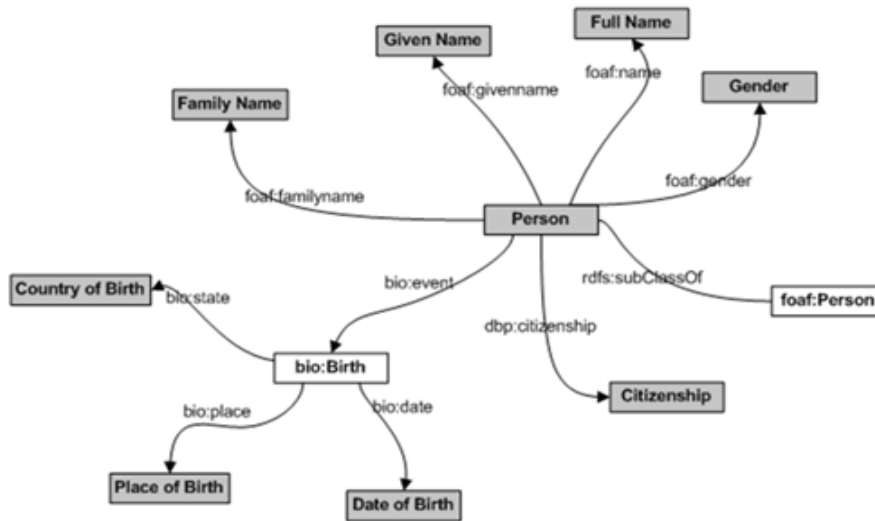 Full Name
Given Name
foaf:name
Gender
foaf:givenname
Family Name
foaf:gender
foaf:familyname
Person
bio:event
rdfs:subClassOf
Country of Birth
bio:state
foaf:Person
dbp:citizenship
bio:Birth
Citizenship
bio:place
bio:date
Place of Birth
Date of Birth